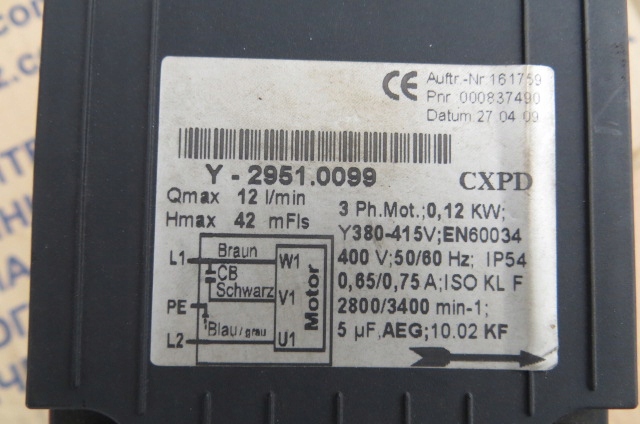 Auftr.-Nr.161759
CE
Pnr 000837490
Datum 27 04 09
Y - 2951.0099
CXPD
Qmax 12 l/min
Hmax 42 mFls
3 Ph.Mot.;0,12 KW;
Y380-415V;EN60034
400 V;50/60 Hz; IP54
0,65/0,75 A;ISO KL F
2800/3400 min-1;
5 µF,AEG;10.02 KF
Braun
L1
W1
CB
Schwarz
V1
PE
Motor
Blau/grau
L2
U1